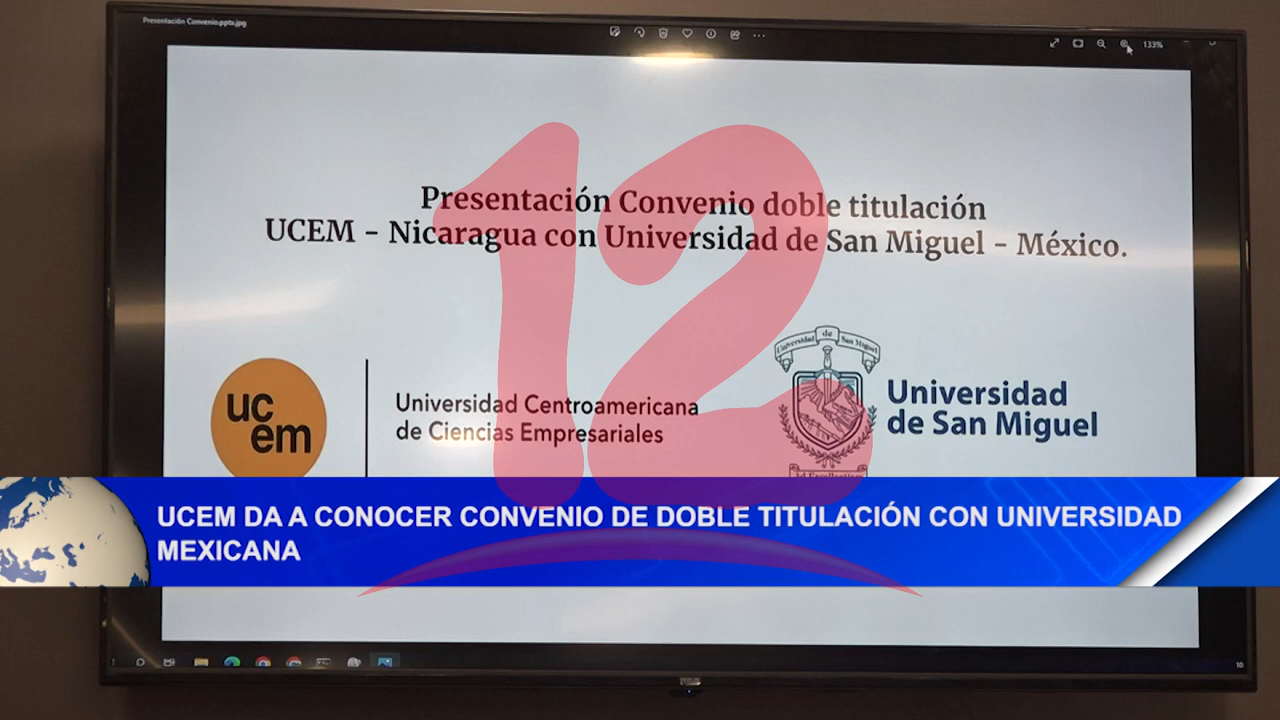 Presentación Convenio.pptx.jpg
133%
12
Presentación Convenio doble titulación
UCEM – Nicaragua con Universidad de San Miguel – México.
uc
em
Universidad Centroamericana
de Ciencias Empresariales
Universidad de San Miguel
Universidad
de San Miguel
UCEM DA A CONOCER CONVENIO DE DOBLE TITULACIÓN CON UNIVERSIDAD
MEXICANA